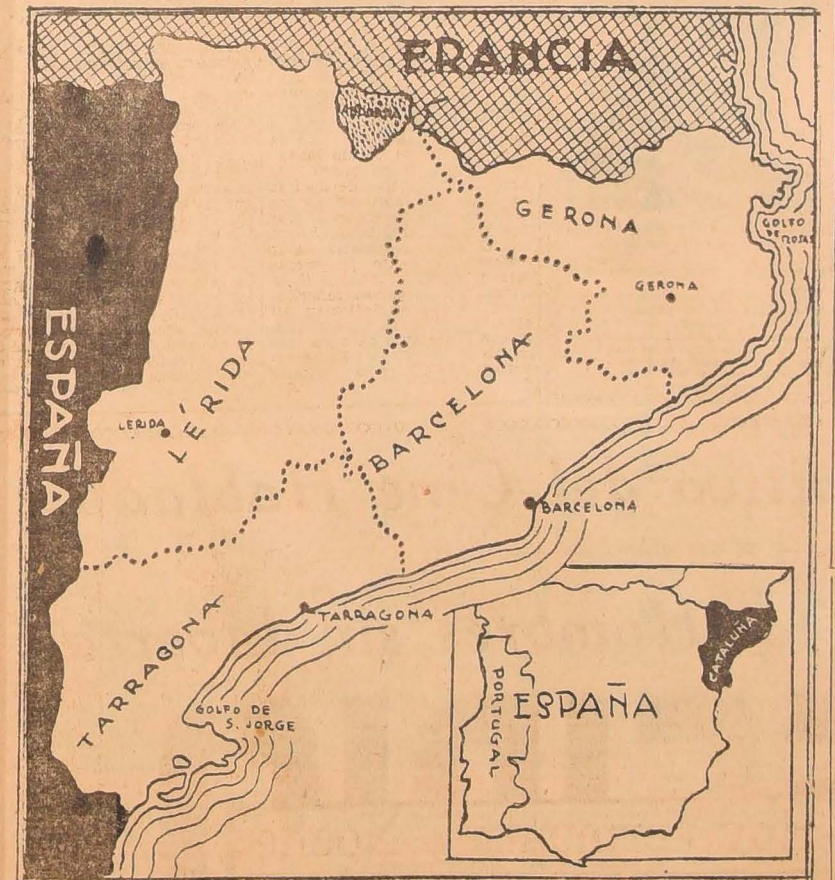 FRANCIA
ANDORRA
GERONA
GOLFO
DE ROSAS
GERONA
ESPAÑA
LÉRIDA
LERIDA
BARCELONA
BARCELONA
TARRAGONA
TARRAGONA
GOLFO DE
S. JORGE
CATALUÑA
ESPAÑA
PORTUGAL